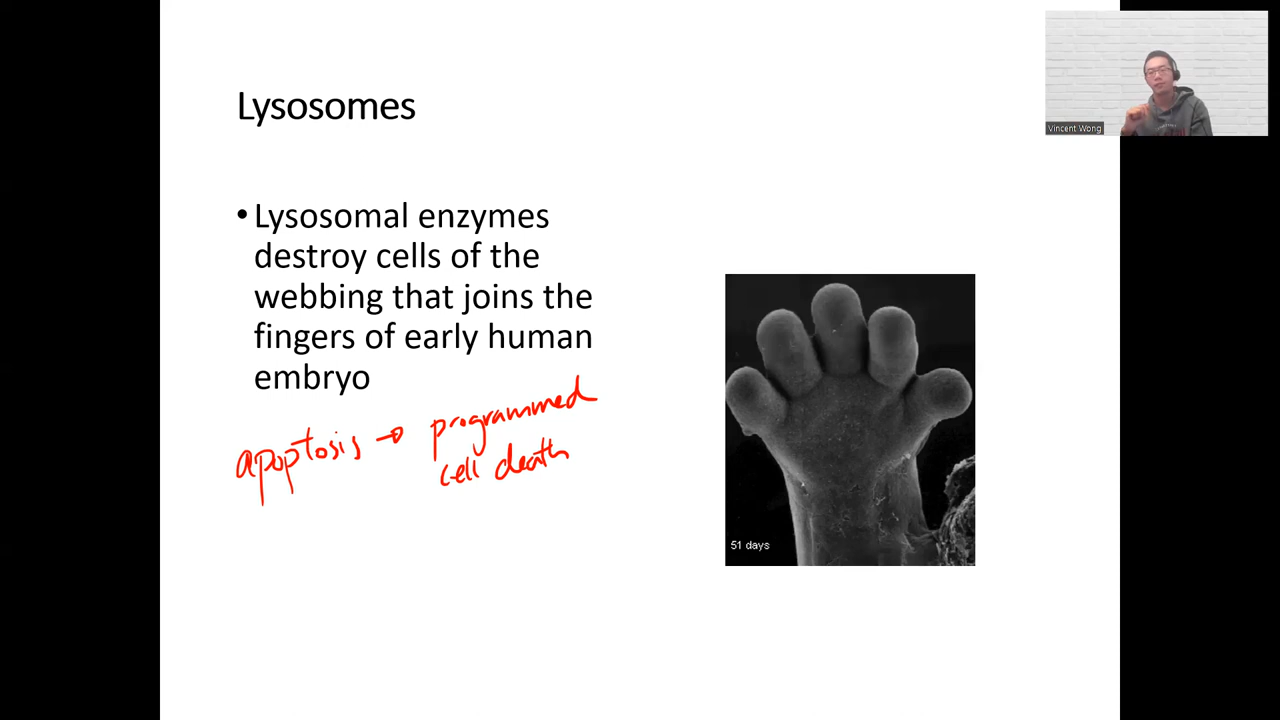 Lysosomes
Vincent Wong
• Lysosomal enzymes
destroy cells of the
webbing that joins the
fingers of early human
embryo
apoptosis → programmed
cell death
51 days